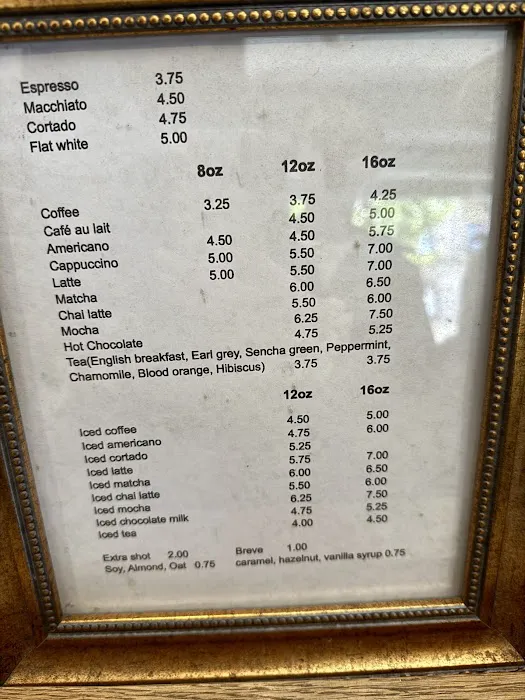 Espresso 3.75
Macchiato 4.50
Cortado 4.75
Flat white 5.00
8oz 12oz 16oz
Coffee 3.25 3.75 4.25
Café au lait 4.50 5.00
Americano 4.50 4.50 5.75
Cappuccino 5.00 5.50 7.00
Latte 5.00 5.50 7.00
Matcha 6.00 6.50
Chai latte 5.50 6.00
Mocha 6.25 7.50
Hot Chocolate 4.75 5.25
Tea(English breakfast, Earl grey, Sencha green, Peppermint,
Chamomile, Blood orange, Hibiscus) 3.75 3.75
12oz 16oz
Iced coffee 4.50 5.00
Iced americano 4.75 6.00
Iced cortado 5.25
Iced latte 5.75 7.00
Iced matcha 6.00 6.50
Iced chai latte 5.50 6.00
Iced mocha 6.25 7.50
Iced chocolate milk 4.75 5.25
Iced tea 4.00 4.50
Extra shot 2.00 Breve 1.00
Soy, Almond, Oat 0.75 caramel, hazelnut, vanilla syrup 0.75